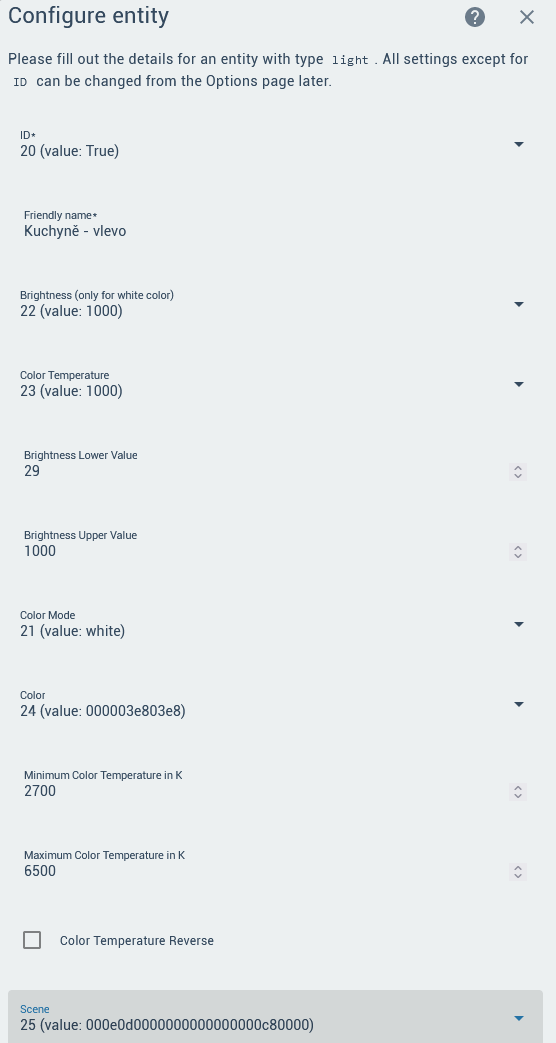 Configure entity
Please fill out the details for an entity with type light . All settings except for
ID can be changed from the Options page later.
ID*
20 (value: True)
Friendly name*
Kuchyně - vlevo
Brightness (only for white color)
22 (value: 1000)
Color Temperature
23 (value: 1000)
Brightness Lower Value
29
Brightness Upper Value
1000
Color Mode
21 (value: white)
Color
24 (value: 000003e803e8)
Minimum Color Temperature in K
2700
Maximum Color Temperature in K
6500
Color Temperature Reverse
Scene
25 (value: 000e0d0000000000000000c80000)